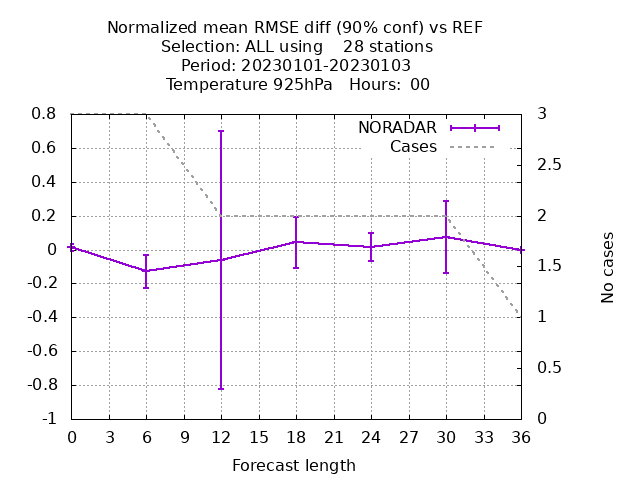 Normalized mean RMSE diff (90% conf) vs REF
Selection: ALL using 28 stations
Period: 20230101-20230103
Temperature 925hPa Hours: 00
NORADAR
Cases
0.8
0.6
0.4
0.2
0
-0.2
-0.4
-0.6
-0.8
-1
3
2.5
2
1.5
1
0.5
0
No cases
0 3 6 9 12 15 18 21 24 27 30 33 36
Forecast length